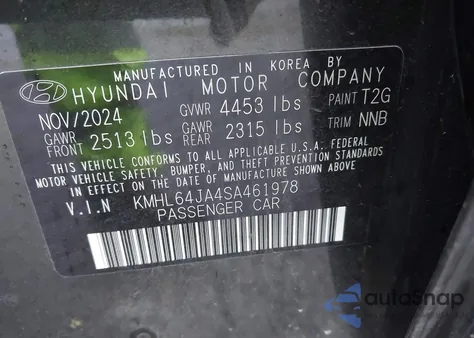 MANUFACTURED IN KOREA BY
HYUNDAI MOTOR COMPANY
NOV/2024 GVWR 4453 lbs PAINT T2G
GAWR FRONT 2513 lbs GAWR REAR 2315 lbs TRIM NNB
THIS VEHICLE CONFORMS TO ALL APPLICABLE U.S.A. FEDERAL
MOTOR VEHICLE SAFETY, BUMPER, AND THEFT PREVENTION STANDARDS
IN EFFECT ON THE DATE OF MANUFACTURE SHOWN ABOVE.
V.I.N KMHL64JA4SA461978
PASSENGER CAR
autoSnap